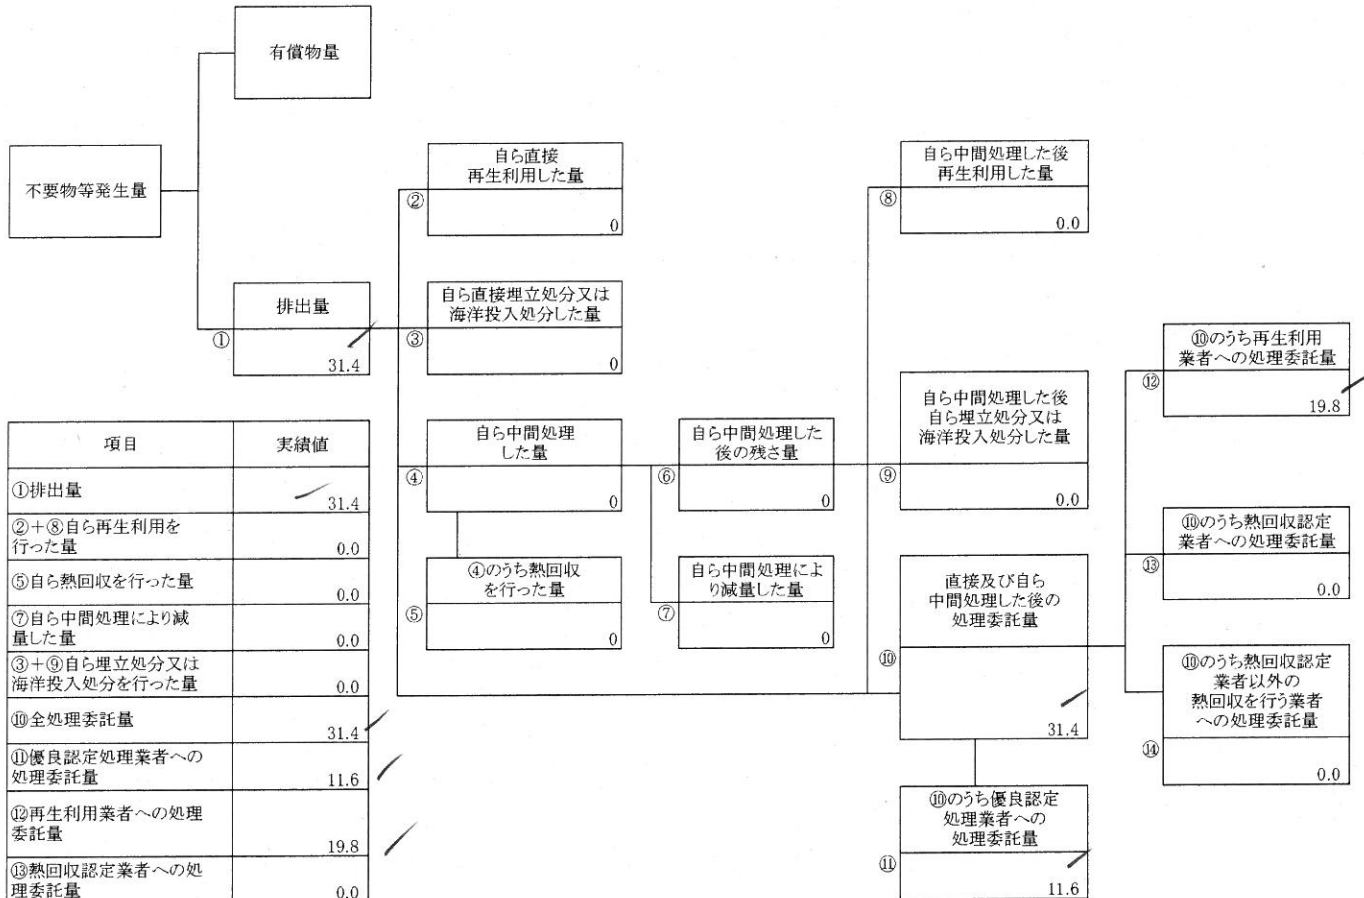 有償物量
不要物等発生量
排出量
①
31.4
自ら直接
再生利用した量
②
0
自ら直接埋立処分又は
海洋投入処分した量
③
0
自ら中間処理
した量
④
0
④のうち熱回収
を行った量
⑤
0
自ら中間処理した
後の残さ量
⑥
0
自ら中間処理によ
り減量した量
⑦
0
自ら中間処理した後
再生利用した量
⑧
0.0
自ら中間処理した後
自ら埋立処分又は
海洋投入処分した量
⑨
0.0
直接及び自ら
中間処理した後の
処理委託量
⑩
31.4
⑩のうち優良認定
処理業者への
処理委託量
⑪
11.6
⑩のうち再生利用
業者への処理委託量
⑫
19.8
⑩のうち熱回収認定
業者への処理委託量
⑬
0.0
⑩のうち熱回収認定
業者以外の
熱回収を行う業者
への処理委託量
⑭
0.0
項目 実績値
①排出量
31.4
②+⑧自ら再生利用を
行った量 0.0
⑤自ら熱回収を行った量
0.0
⑦自ら中間処理により減
量した量 0.0
③+⑨自ら埋立処分又は
海洋投入処分を行った量 0.0
⑩全処理委託量
31.4
⑪優良認定処理業者への
処理委託量 11.6
⑫再生利用業者への処理
委託量
19.8
⑬熱回収認定業者への処
理委託量 0.0